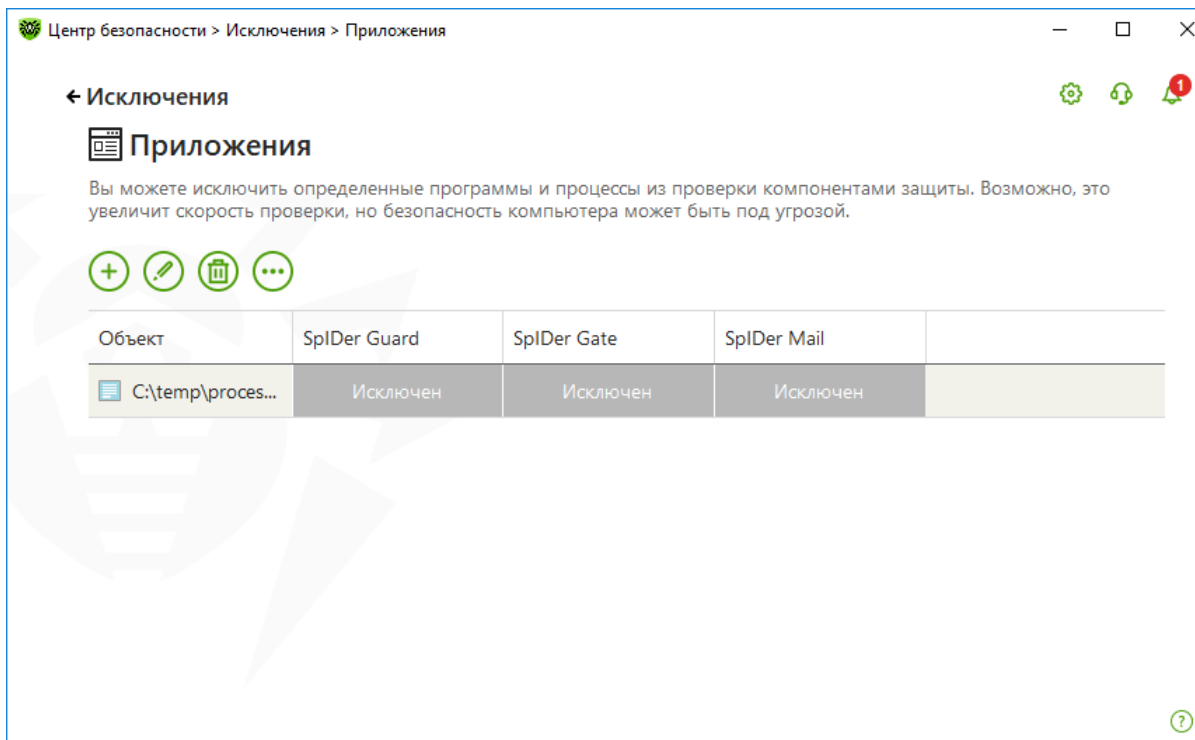 Центр безопасности > Исключения > Приложения
Исключения
1
Приложения
Вы можете исключить определенные программы и процессы из проверки компонентами защиты. Возможно, это
увеличит скорость проверки, но безопасность компьютера может быть под угрозой.
Объект SpIDer Guard SpIDer Gate SpIDer Mail
C:\temp\proces... Исключен Исключен Исключен
?